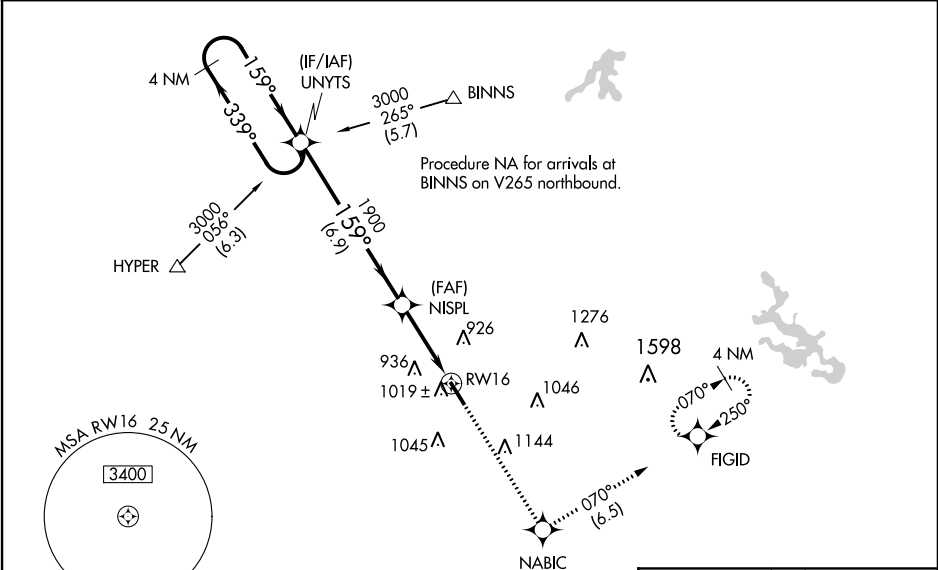 (IF/IAF)
UNYTS
4 NM
159°
339°
3000
265°
(5.7)
BINNS
Procedure NA for arrivals at
BINNS on V265 northbound.
3000
056°
(6.3)
HYPER
1900
159°
(6.9)
(FAF)
NISPL
926
1276
1598
4 NM
936
RW16
1019 ±
1046
070°
250°
FIGID
1045
1144
MSA RW16 25 NM
3400
070°
(6.5)
NABIC